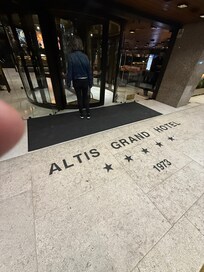 ALTIS GRAND HOTEL
★ ★ ★ ★ ★
1973